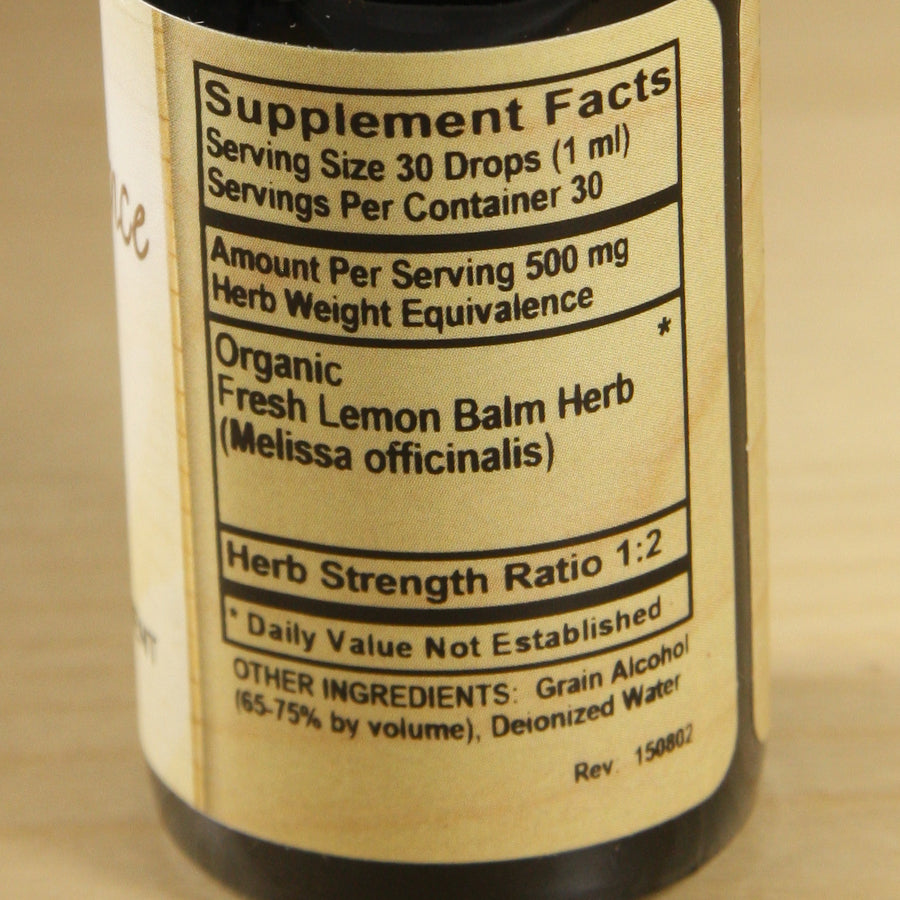 Supplement Facts
Serving Size 30 Drops (1 ml)
Servings Per Container 30
Amount Per Serving 500 mg
Herb Weight Equivalence
*
Organic
Fresh Lemon Balm Herb
(Melissa officinalis)
Herb Strength Ratio 1:2
* Daily Value Not Established
OTHER INGREDIENTS: Grain Alcohol
(65-75% by volume), Deionized Water
Rev. 150802